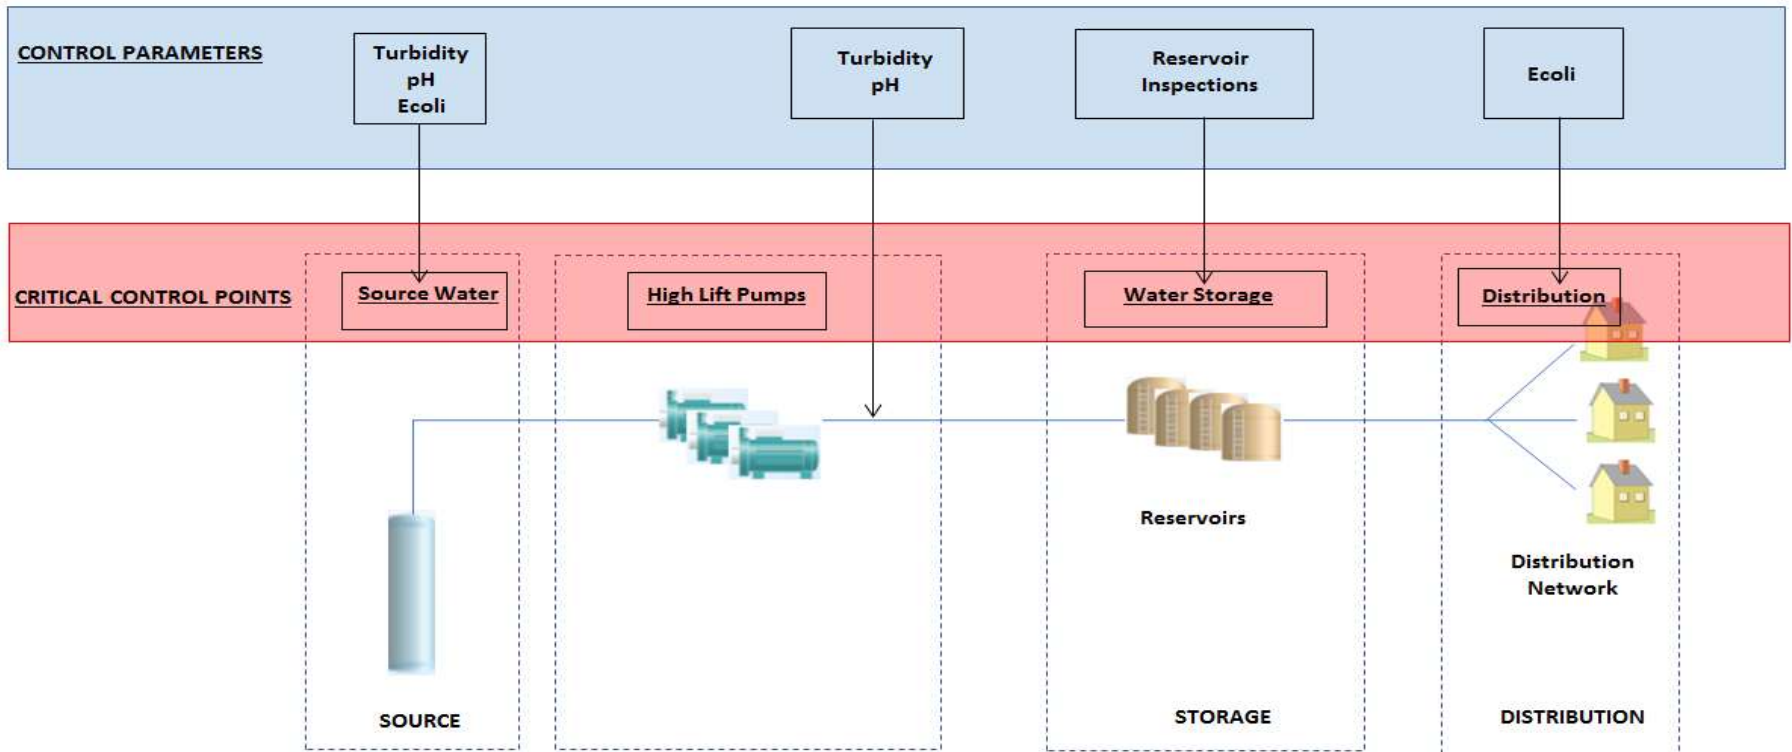 CONTROL PARAMETERS
Turbidity
pH
Ecoli
Turbidity
pH
Reservoir
Inspections
Ecoli
CRITICAL CONTROL POINTS
Source Water
High Lift Pumps
Water Storage
Distribution
Reservoirs
Distribution
Network
SOURCE
STORAGE
DISTRIBUTION